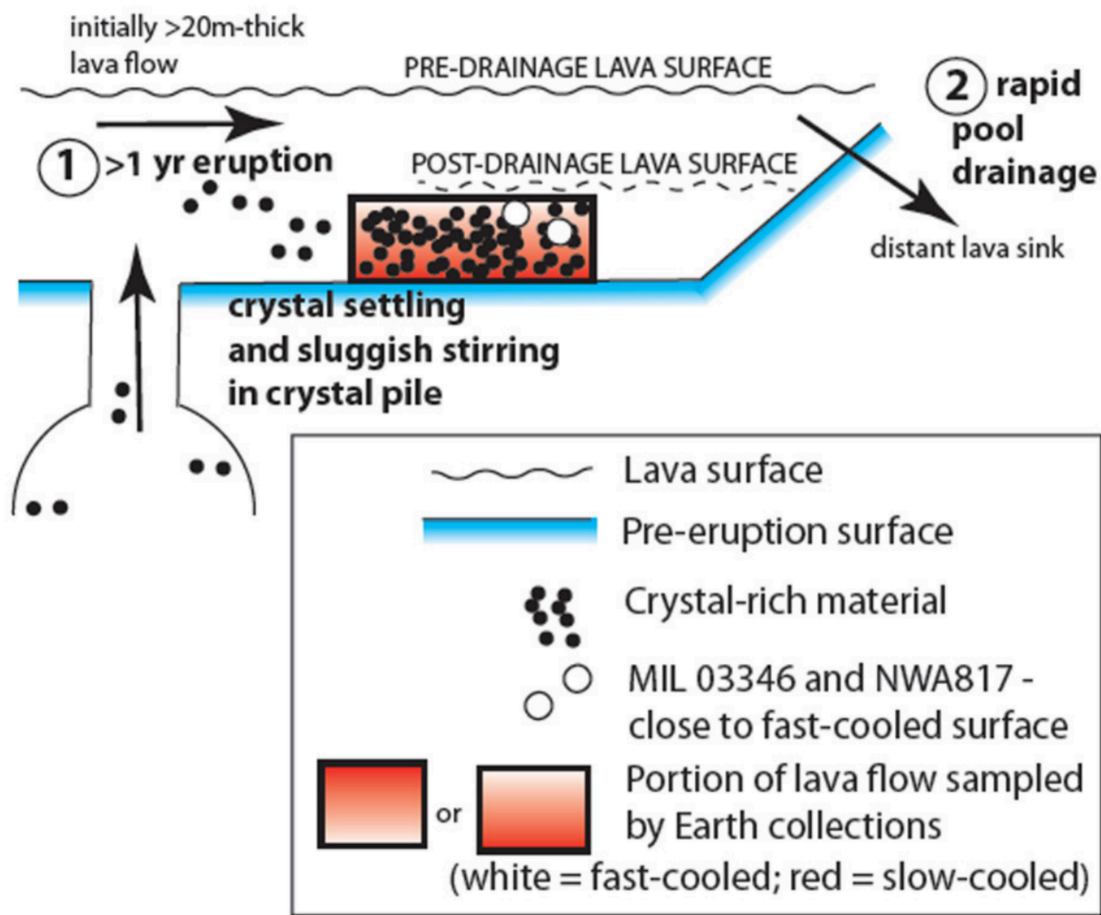 initially >20m-thick
lava flow
PRE-DRAINAGE LAVA SURFACE
2 rapid
pool
drainage
1 >1 yr eruption
POST-DRAINAGE LAVA SURFACE
distant lava sink
crystal settling
and sluggish stirring
in crystal pile
Lava surface
Pre-eruption surface
Crystal-rich material
MIL 03346 and NWA817 -
close to fast-cooled surface
or
Portion of lava flow sampled
by Earth collections
(white = fast-cooled; red = slow-cooled)